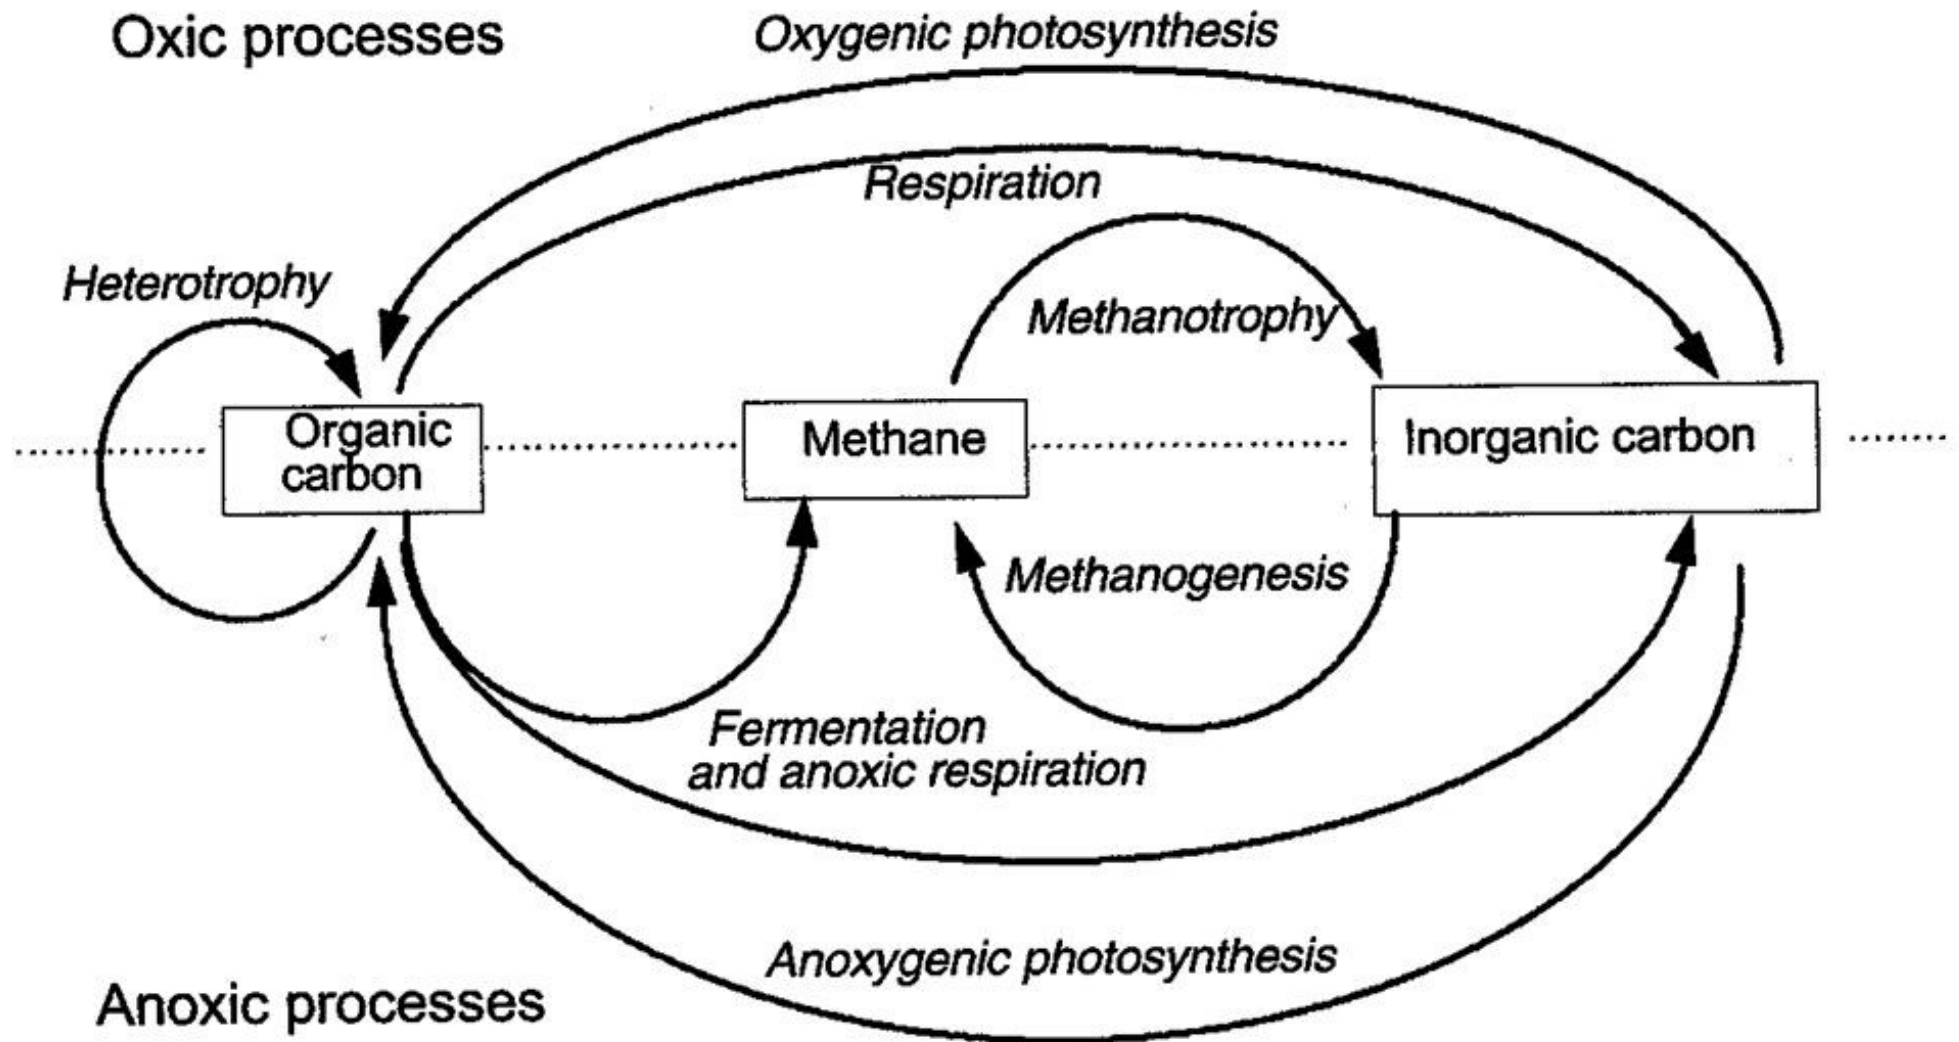 Oxic processes
Oxygenic photosynthesis
Respiration
Heterotrophy
Methanotrophy
Organic
carbon
Methane
Inorganic carbon
Methanogenesis
Fermentation
and anoxic respiration
Anoxygenic photosynthesis
Anoxic processes